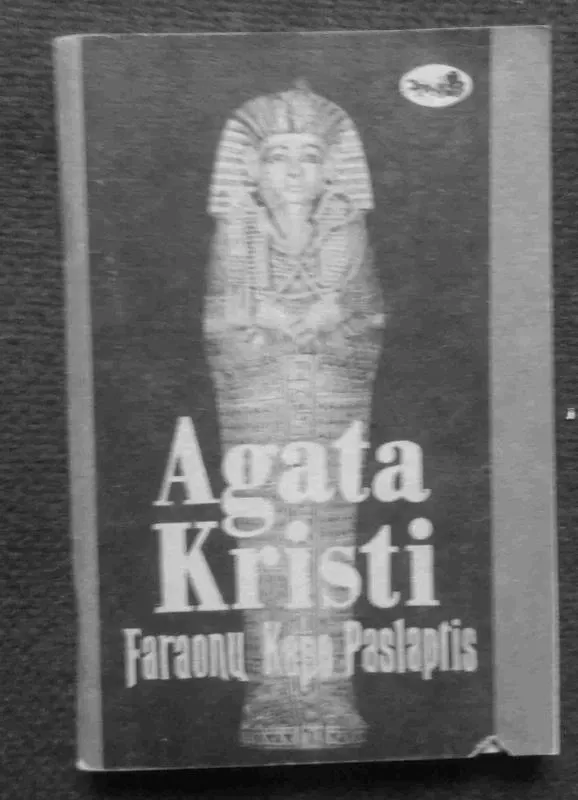 Agata
Kristi
Faraonų Kapo Paslaptis